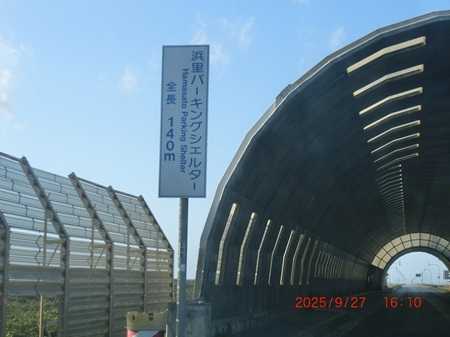 浜里パーキングシェルター
Hamasato Parking Shelter
全長 140m
2025/9/27 16:10